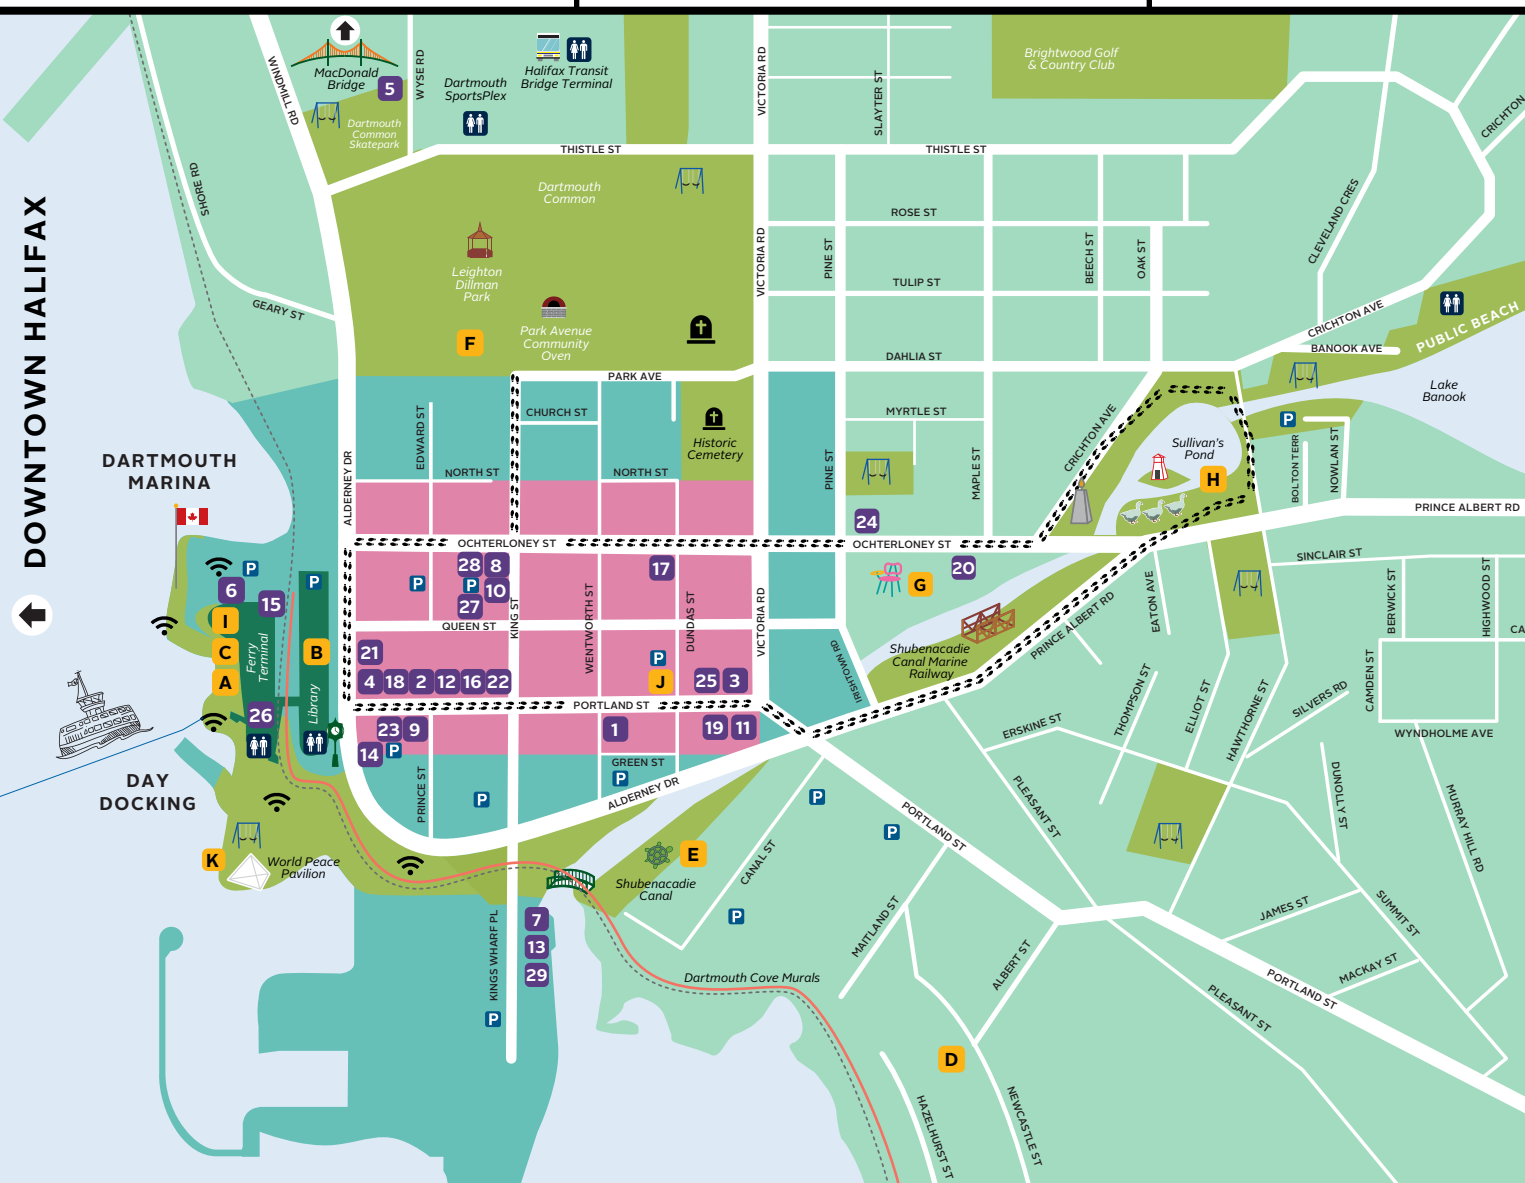 MacDonald
Bridge
5
WYSE RD
WINDMILL RD
Dartmouth
SportsPlex
Halifax Transit
Bridge Terminal
Dartmouth
Common
Skatepark
VICTORIA RD
SLAYTER ST
Brightwood Golf
& Country Club
CRICHTON
THISTLE ST
THISTLE ST
SHORE RD
DOWNTOWN HALIFAX
Dartmouth
Common
Leighton
Dillman
Park
Park Avenue
Community
Oven
F
GEARY ST
VICTORIA RD
PINE ST
ROSE ST
TULIP ST
BEECH ST
OAK ST
CLEVELAND CRES
CRICHTON AVE
BANOOK AVE
PUBLIC BEACH
DAHLIA ST
PARK AVE
CHURCH ST
EDWARD ST
NORTH ST
NORTH ST
Historic
Cemetery
ALDERNEY DR
MYRTLE ST
PINE ST
MAPLE ST
CRICHTON AVE
Sullivan's
Pond
H
P
BOLTON TERR
NOWLAN ST
Lake
Banook
PRINCE ALBERT RD
DARTMOUTH
MARINA
24
OCHTERLONEY ST
OCHTERLONEY ST
SINCLAIR ST
P
P
P
28
8
P
10
27
17
G
20
6
15
I
C
A
B
Ferry
Terminal
Library
26
KING ST
QUEEN ST
WENTWORTH ST
DUNDAS ST
VICTORIA RD
IRISHTOWN RD
Shubenacadie
Canal Marine
Railway
PRINCE ALBERT RD
EATON AVE
BERWICK ST
HIGHWOOD ST
CA
21
4
18
2
12
16
22
P
J
25
3
PORTLAND ST
23
9
14
P
1
19
11
GREEN ST
P
ALDERNEY DR
PRINCE ST
P
ERSKINE ST
THOMPSON ST
ELLIOT ST
HAWTHORNE ST
SILVERS RD
CAMDEN ST
WYNDHOLME AVE
DUNOLLY ST
MURRAY HILL RD
PLEASANT ST
DAY
DOCKING
K
World Peace
Pavilion
E
Shubenacadie
Canal
CANAL ST
P
P
P
PORTLAND ST
MAITLAND ST
ALBERT ST
JAMES ST
SUMMIT ST
MACKAY ST
PORTLAND ST
PLEASANT ST
7
13
29
KINGS WHARF PL
P
Dartmouth Cove Murals
D
HAZELHURST ST
NEWCASTLE ST